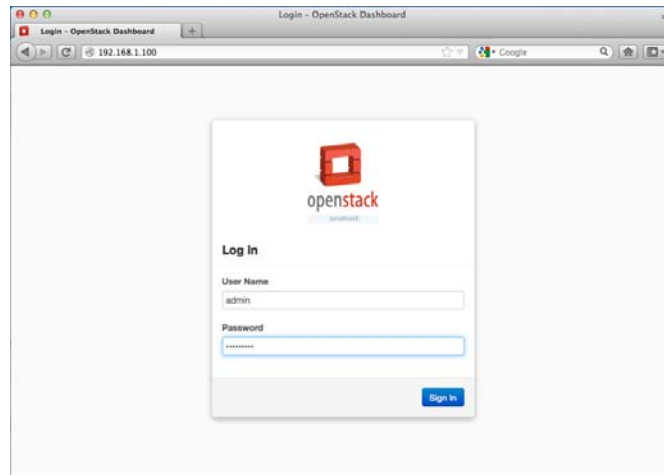 Login - OpenStack Dashboard
Login - OpenStack Dashboard
192.168.1.100
Google
openstack
DASHBOARD
Log In
User Name
admin
Password
Sign In